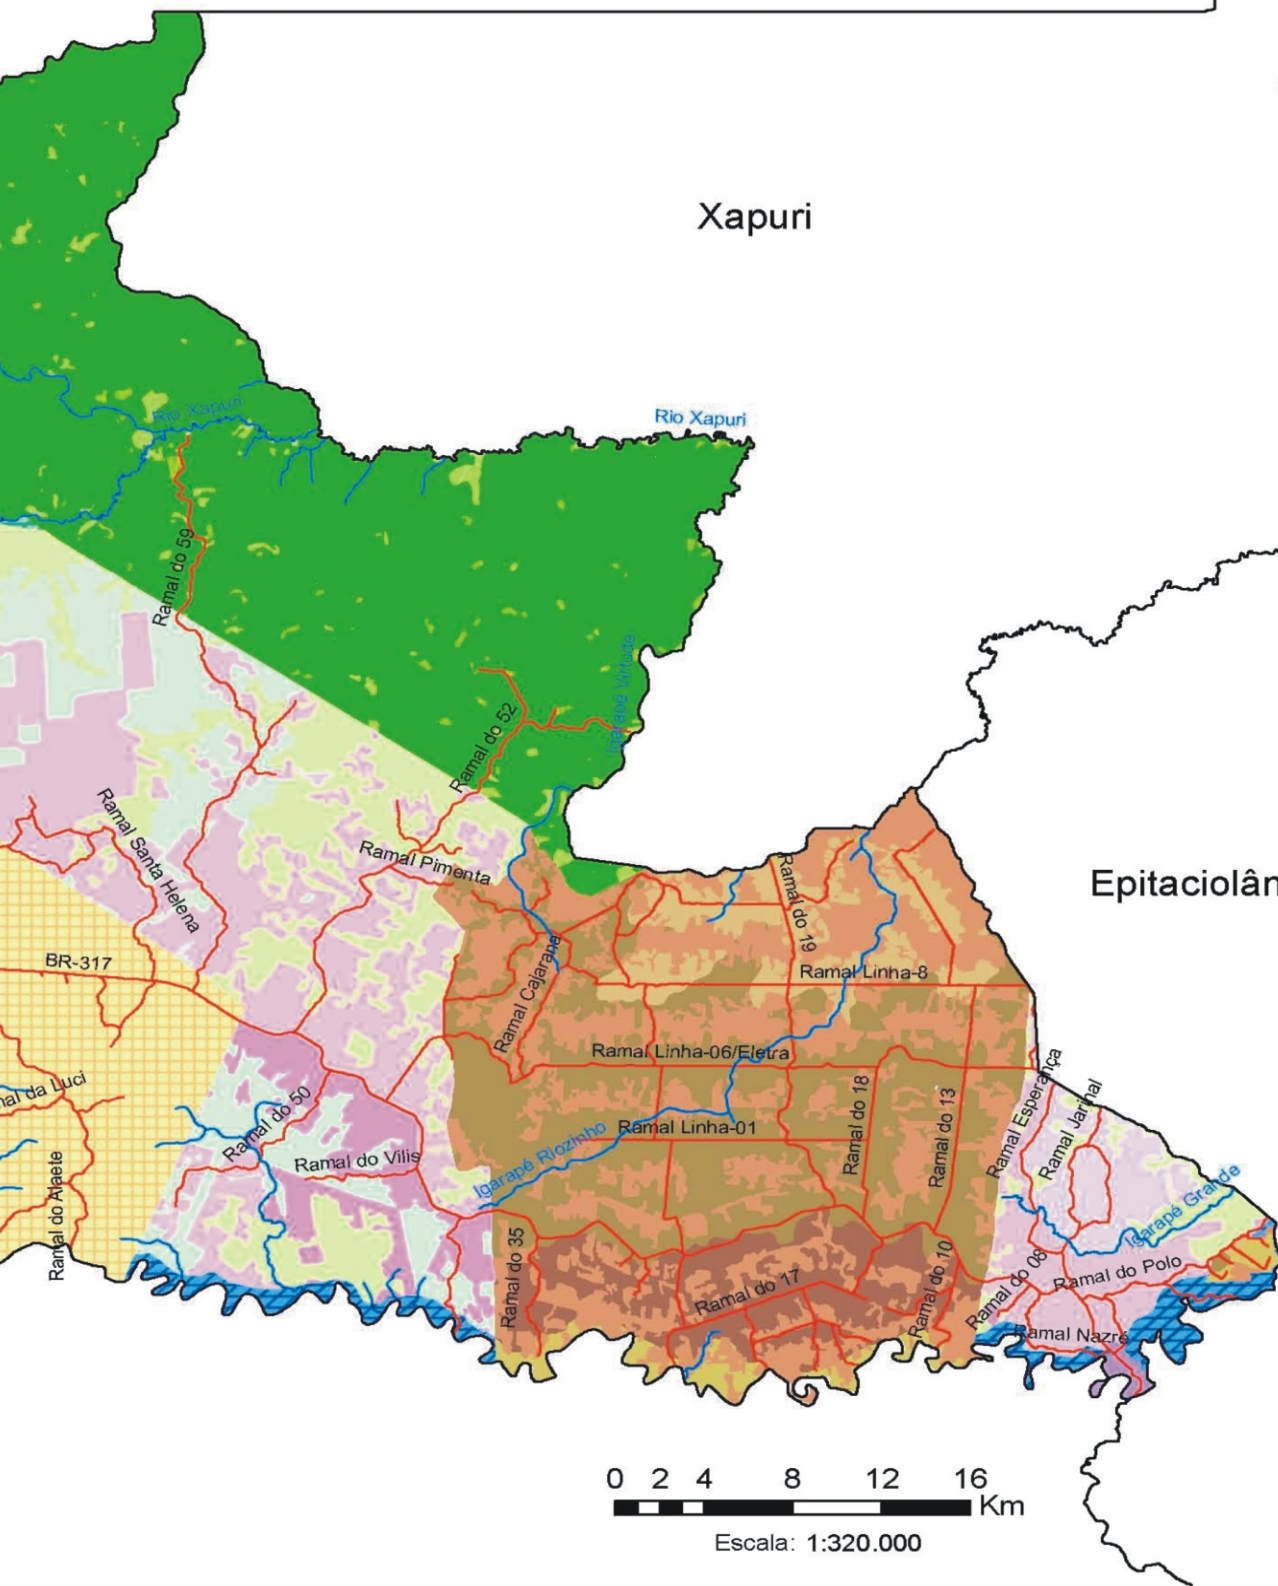 Xapuri
Rio Xapuri
Rio Xapuri
Ramal do 59
Igarapé Virtude
Ramal do 52
Ramal Santa Helena
Ramal Pimenta
Epitaciolân
Ramal do 19
BR-317
Ramal Cajarana
Ramal Linha-8
Ramal Linha-06/Eletra
Ramal Esperança
nal da Luci
Ramal do 50
Ramal do 18
Ramal do 13
Ramal Jarinal
Ramal Linha-01
Ramal do Vilis
Igarapé Riozinho
Ramal do Alaete
Igarapé Grande
Ramal do 35
Ramal do 17
Ramal do 10
Ramal do 08
Ramal do Polo
Ramal Nazré
0 2 4 8 12 16
Km
Escala: 1:320.000